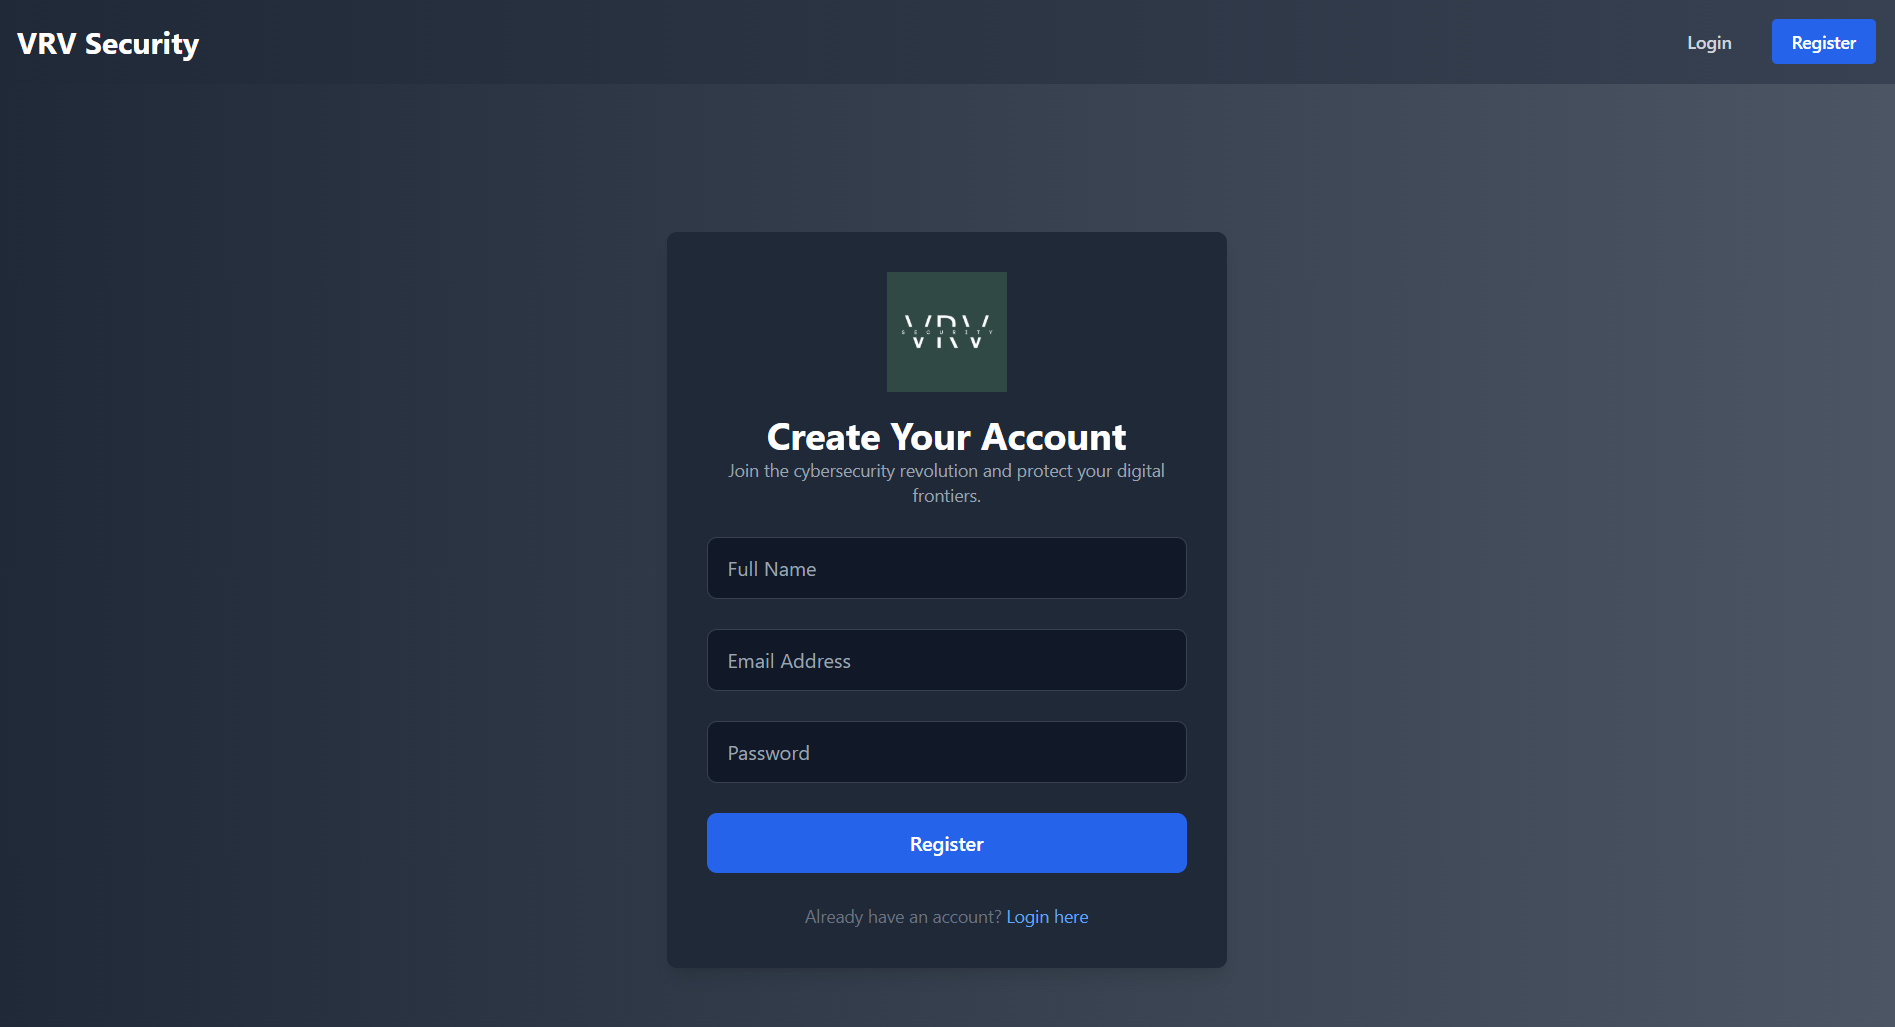 VRV Security
Login
Register
VRV
SECURITY
Create Your Account
Join the cybersecurity revolution and protect your digital
frontiers.
Full Name
Email Address
Password
Register
Already have an account? Login here